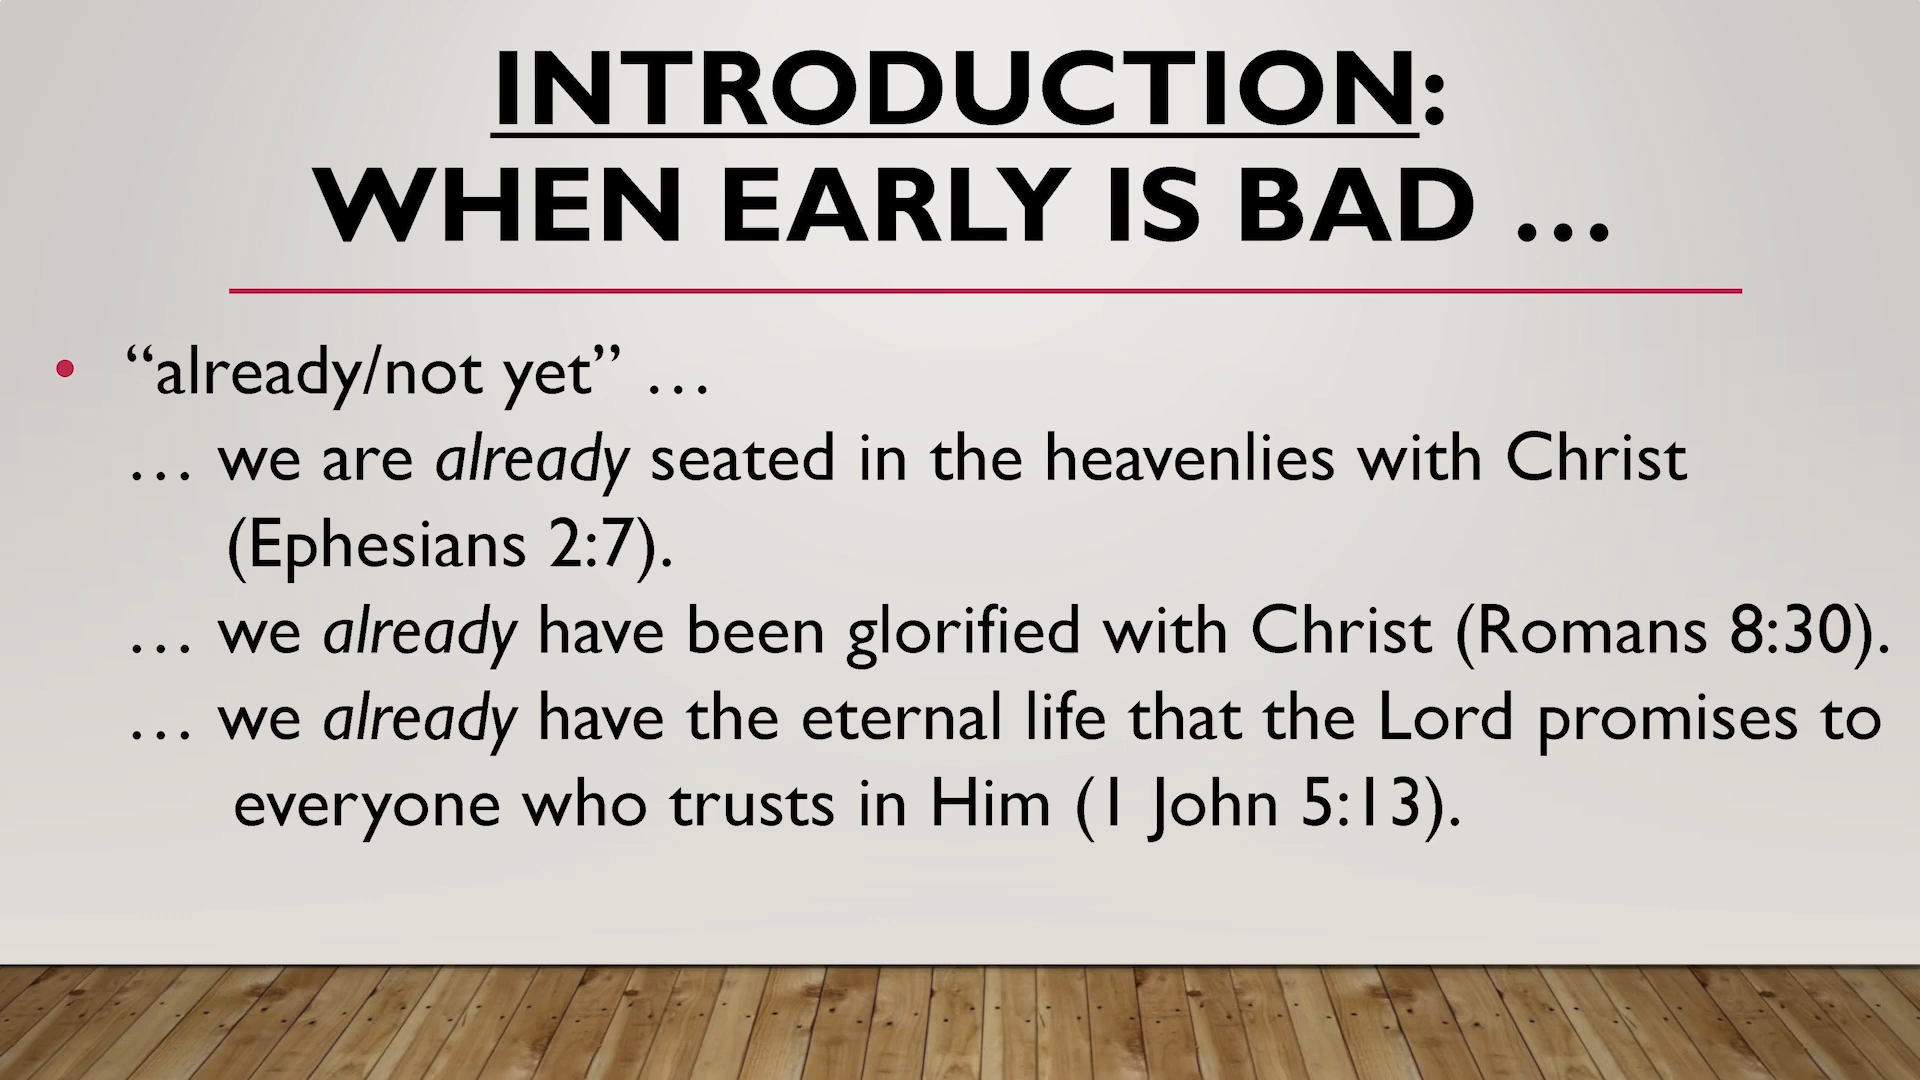 INTRODUCTION:
WHEN EARLY IS BAD …
• “already/not yet” …
… we are already seated in the heavenlies with Christ
(Ephesians 2:7).
… we already have been glorified with Christ (Romans 8:30).
… we already have the eternal life that the Lord promises to
everyone who trusts in Him (1 John 5:13).